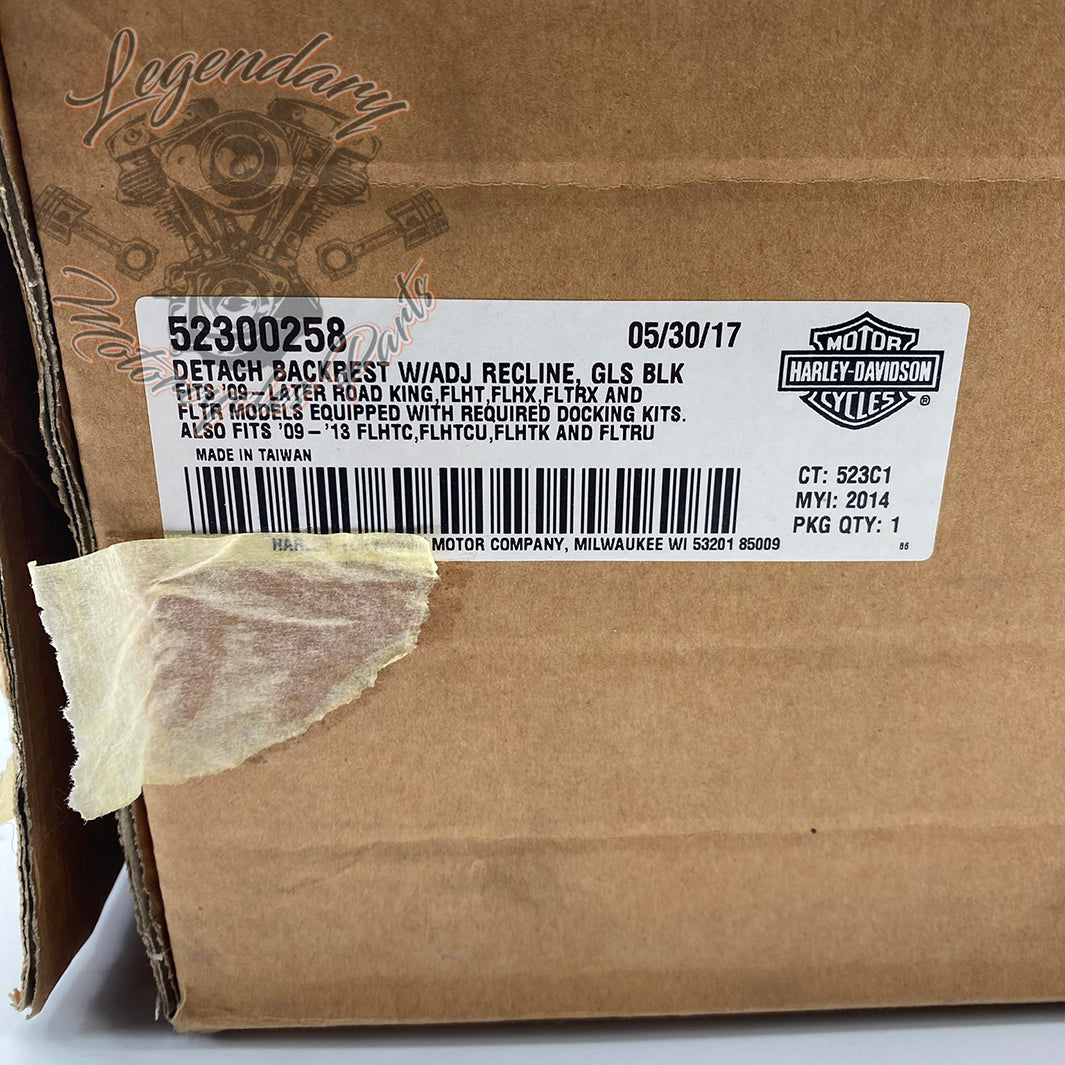 Legendary
Motor Parts
52300258
05/30/17
DETACH BACKREST W/ADJ RECLINE, GLS BLK
FITS '09–LATER ROAD KING,FLHT,FLHX,FLTRX AND
FLTR MODELS EQUIPPED WITH REQUIRED DOCKING KITS.
ALSO FITS '09–'13 FLHTC,FLHTCU,FLHTK AND FLTRU
MADE IN TAIWAN
MOTOR
HARLEY-DAVIDSON
CYCLES ®
CT: 523C1
MYI: 2014
PKG QTY: 1
MOTOR COMPANY, MILWAUKEE WI 53201 85009
86